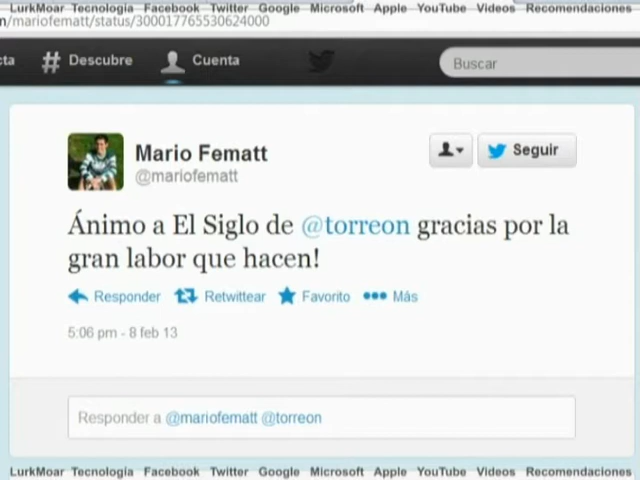 LurkMoar Tecnología Facebook Twitter Google Microsoft Apple YouTube Videos Recomendaciones
n/mariofematt/status/300017765530624000
cta # Descubre Cuenta Buscar
Mario Fematt Seguir
@mariofematt
Ánimo a El Siglo de @torreon gracias por la
gran labor que hacen!
Responder Retwittear Favorito Más
5:06 pm - 8 feb 13
Responder a @mariofematt @torreon
LurkMoar Tecnología Facebook Twitter Google Microsoft Apple YouTube Videos Recomendaciones